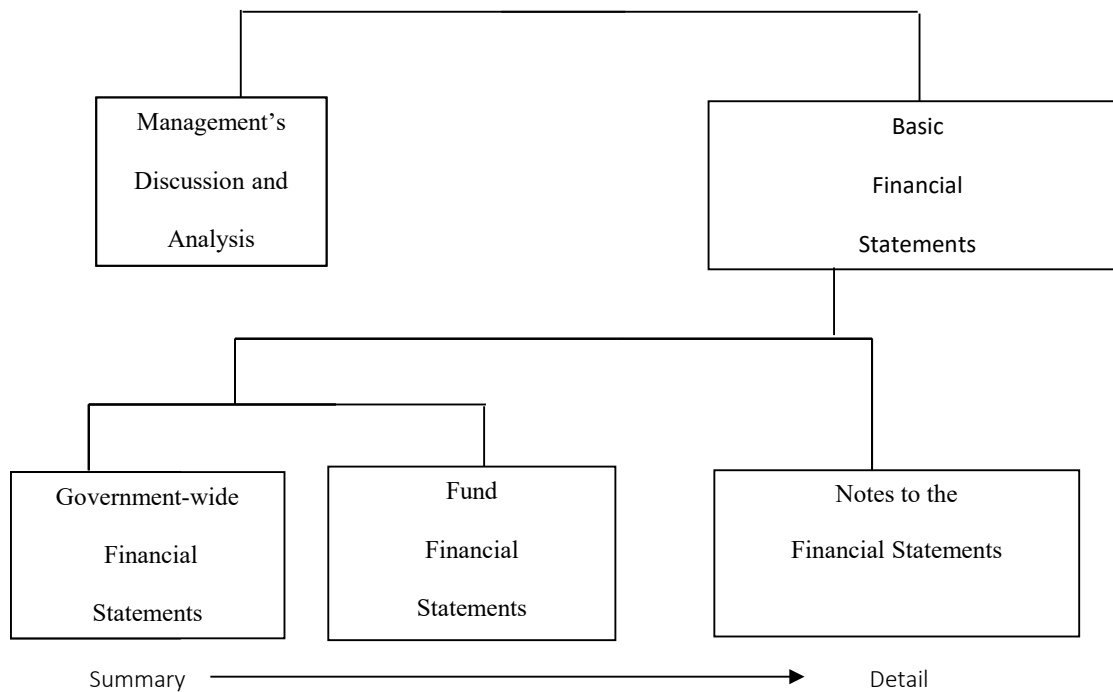 Management’s
Discussion and
Analysis
Basic
Financial
Statements
Government-wide
Financial
Statements
Fund
Financial
Statements
Notes to the
Financial Statements
Summary
Detail